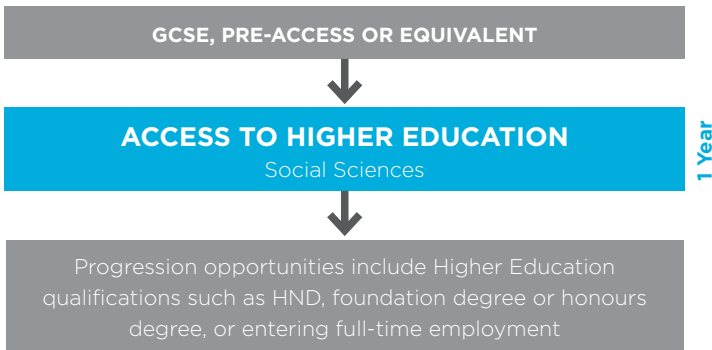 GCSE, PRE-ACCESS OR EQUIVALENT
ACCESS TO HIGHER EDUCATION
Social Sciences
1 Year
Progression opportunities include Higher Education
qualifications such as HND, foundation degree or honours
degree, or entering full-time employment